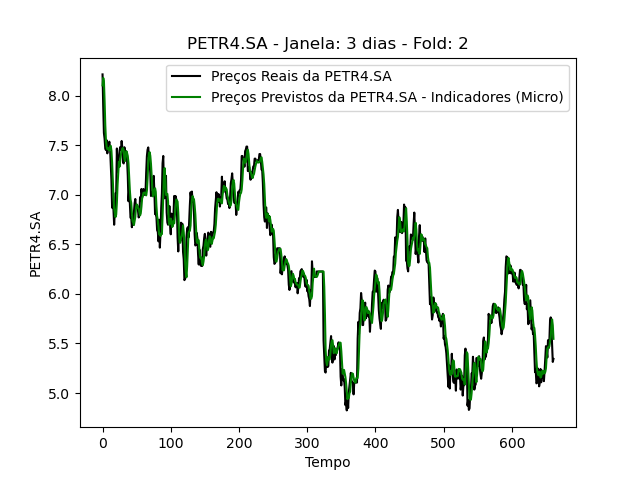 PETR4.SA - Janela: 3 dias - Fold: 2
Preços Reais da PETR4.SA
Preços Previstos da PETR4.SA - Indicadores (Micro)
8.0
7.5
7.0
6.5
6.0
5.5
5.0
PETR4.SA
0 100 200 300 400 500 600
Tempo